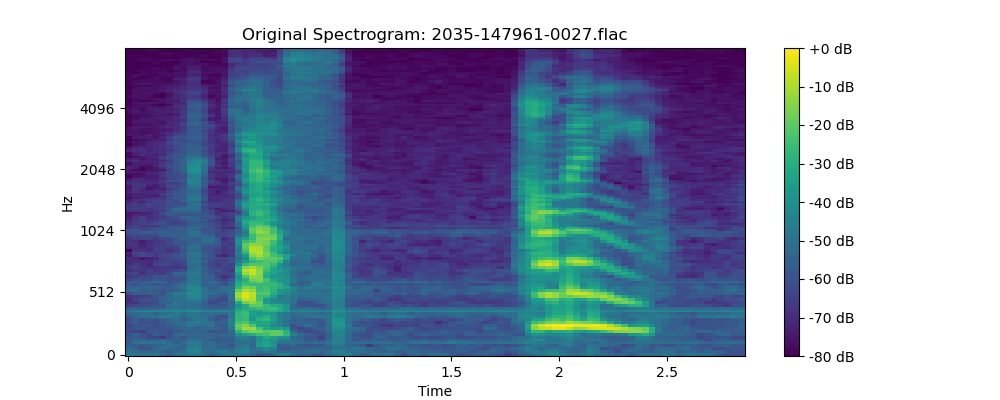 Original Spectrogram: 2035-147961-0027.flac
Hz
4096
2048
1024
512
0
0
0.5
1
1.5
2
2.5
Time
+0 dB
-10 dB
-20 dB
-30 dB
-40 dB
-50 dB
-60 dB
-70 dB
-80 dB